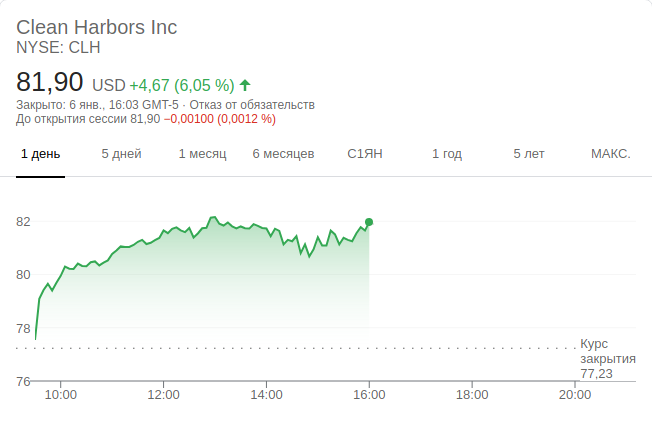 Clean Harbors Inc
NYSE: CLH
81,90 USD +4,67 (6,05 %)
Закрыто: 6 янв., 16:03 GMT-5 · Отказ от обязательств
До открытия сессии 81,90 −0,00100 (0,0012 %)
1 день 5 дней 1 месяц 6 месяцев С1ЯН 1 год 5 лет МАКС.
82
80
78
Курс
закрытия
77,23
76
10:00 12:00 14:00 16:00 18:00 20:00